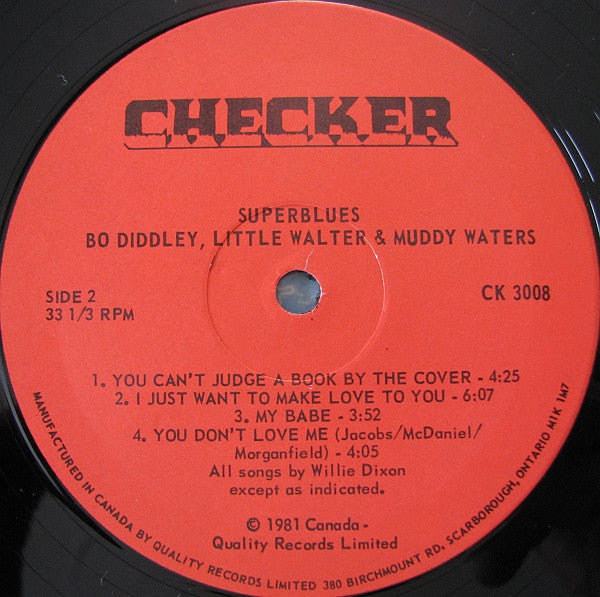 CHECKER
SUPERBLUES
BO DIDDLEY, LITTLE WALTER & MUDDY WATERS
SIDE 2
33 1/3 RPM
CK 3008
1. YOU CAN'T JUDGE A BOOK BY THE COVER - 4:25
2. I JUST WANT TO MAKE LOVE TO YOU - 6:07
3. MY BABE - 3:52
4. YOU DON'T LOVE ME (Jacobs/McDaniel/
Morganfield) - 4:05
All songs by Willie Dixon
except as indicated.
© 1981 Canada -
Quality Records Limited
MANUFACTURED IN CANADA BY QUALITY RECORDS LIMITED 380 BIRCHMOUNT RD. SCARBOROUGH, ONTARIO M1K 1M7